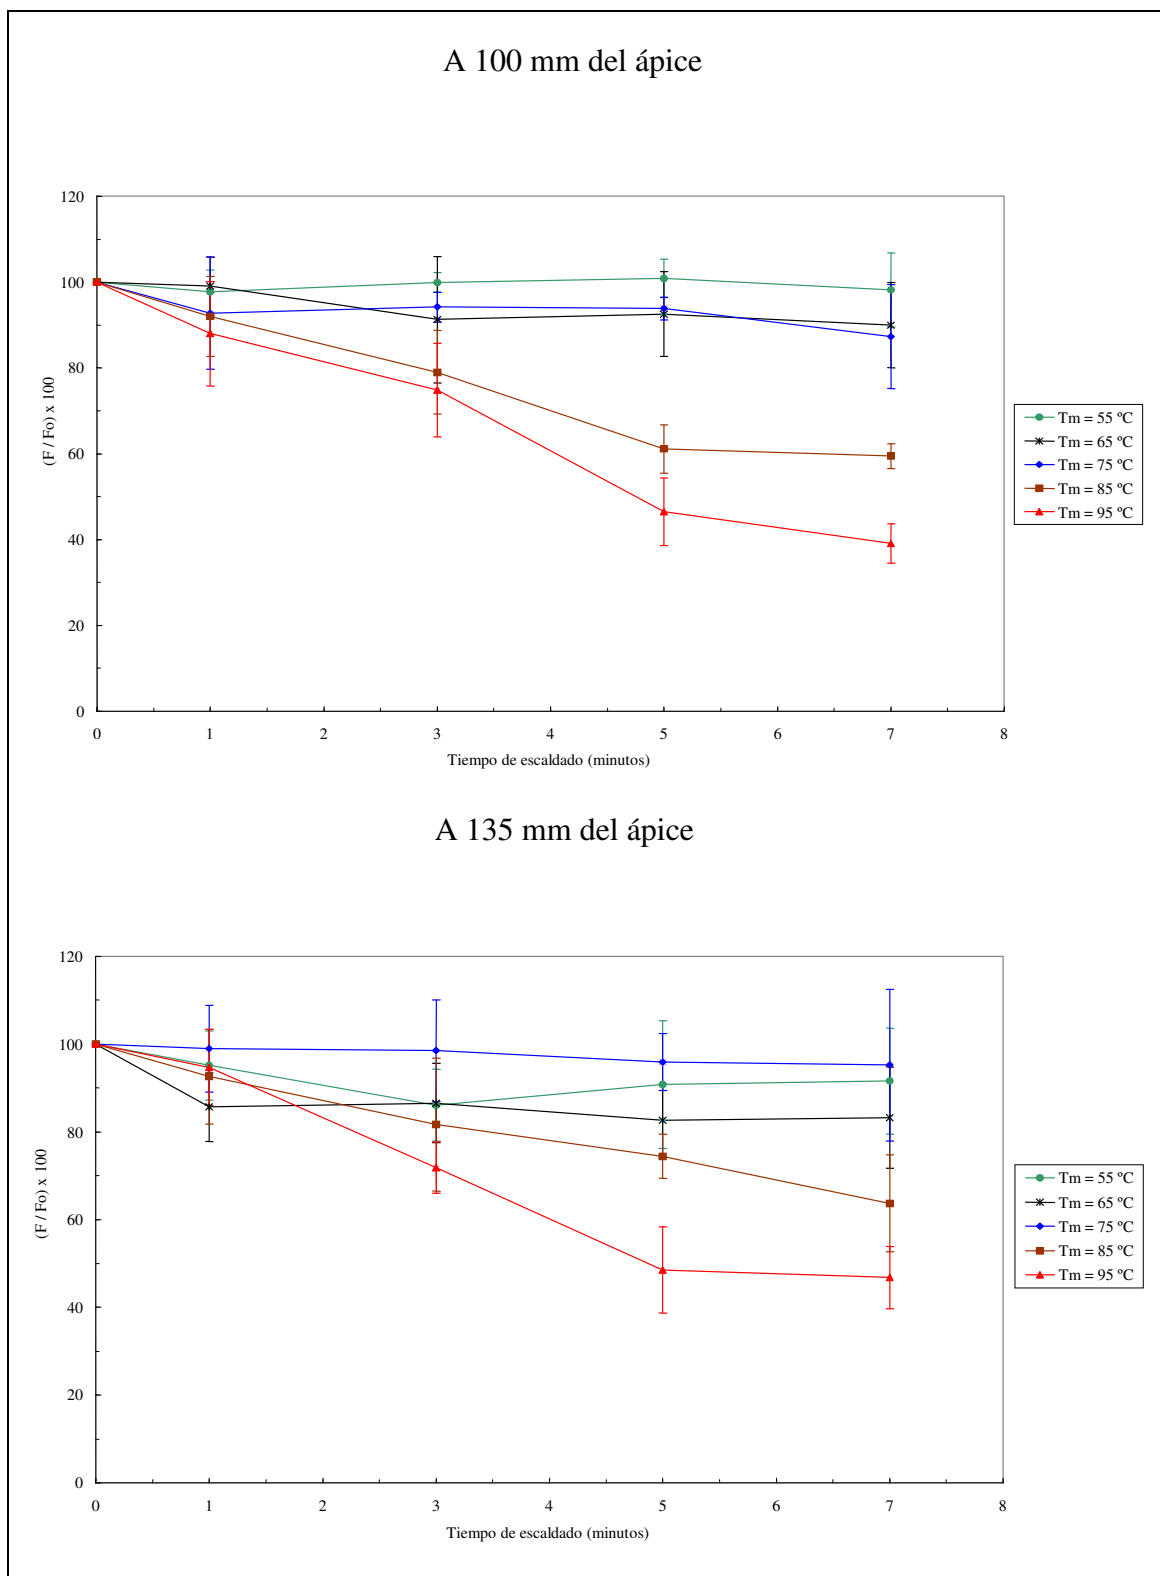 A 100 mm del ápice
120
100
80
60
40
20
0
(F / Fo) x 100
0 1 2 3 4 5 6 7 8
Tiempo de escaldado (minutos)
Tm = 55 ºC
Tm = 65 ºC
Tm = 75 ºC
Tm = 85 ºC
Tm = 95 ºC
A 135 mm del ápice
120
100
80
60
40
20
0
(F / Fo) x 100
0 1 2 3 4 5 6 7 8
Tiempo de escaldado (minutos)
Tm = 55 ºC
Tm = 65 ºC
Tm = 75 ºC
Tm = 85 ºC
Tm = 95 ºC